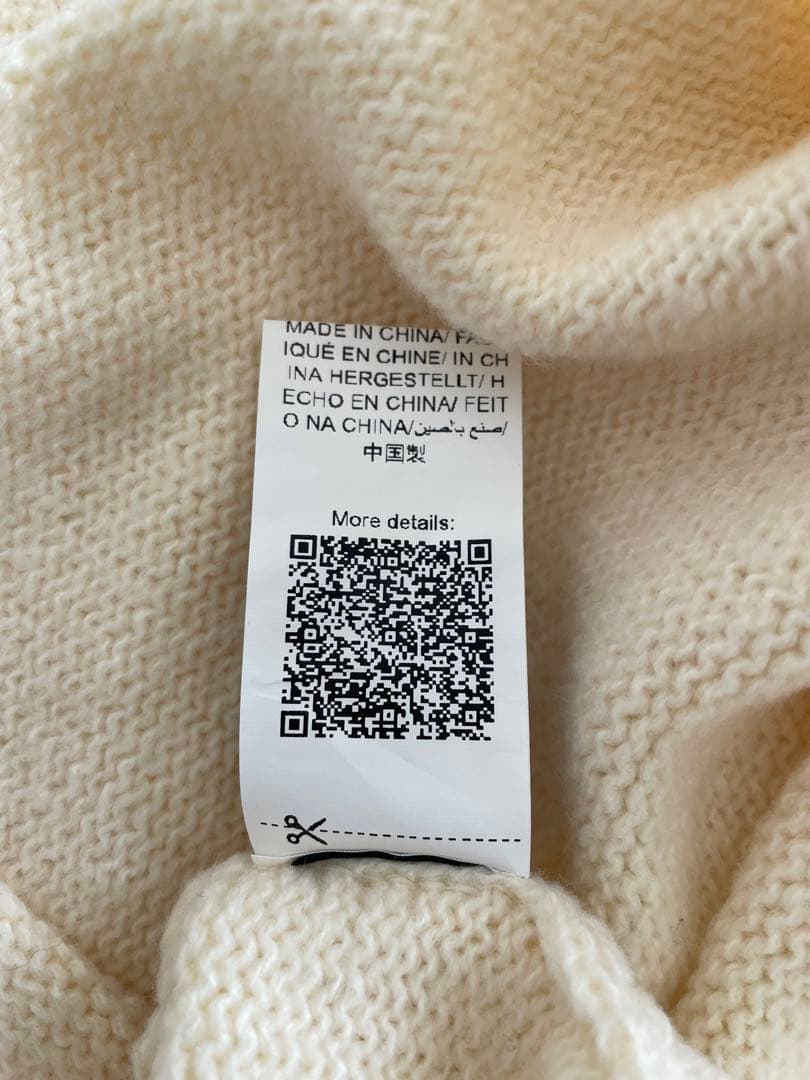 MADE IN CHINA/
IQUÉ EN CHINE/ IN CH
INA HERGESTELLT/ H
ECHO EN CHINA/ FEIT
O NA CHINA/صنع بالصين/
中国製
More details: